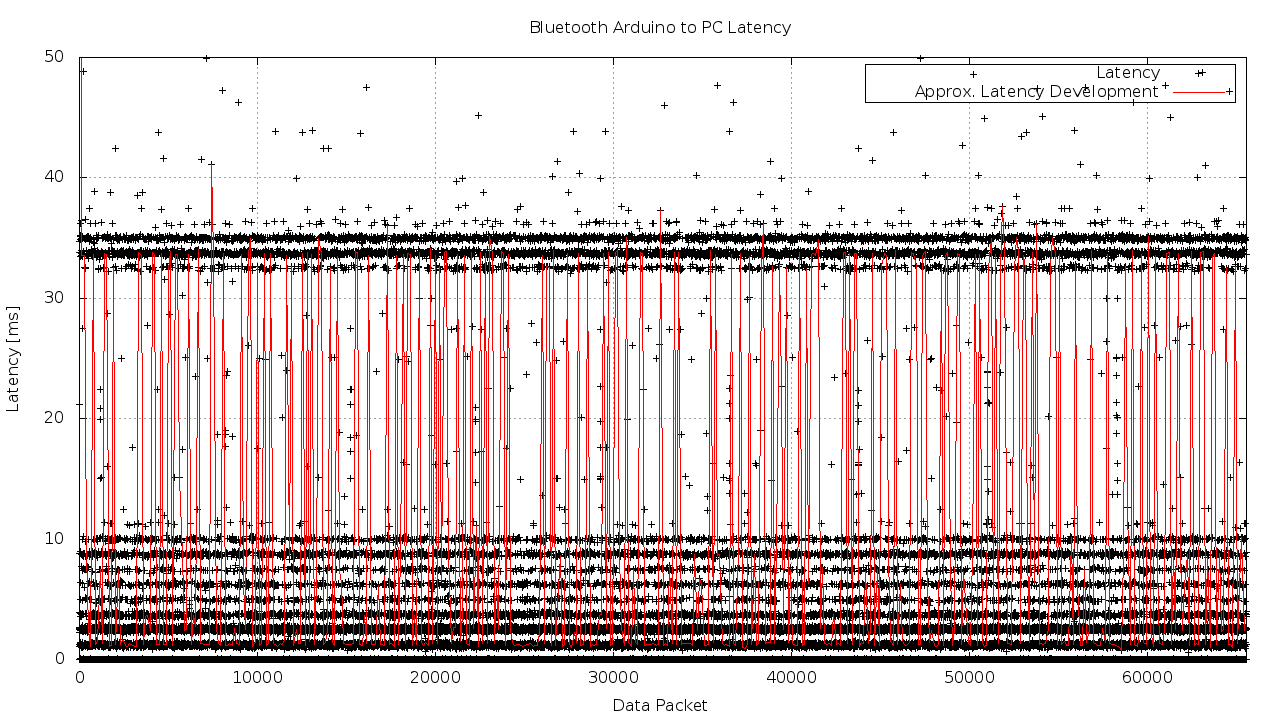 Bluetooth Arduino to PC Latency
Latency
Approx. Latency Development
50
40
30
20
10
0
Latency [ms]
0 10000 20000 30000 40000 50000 60000
Data Packet